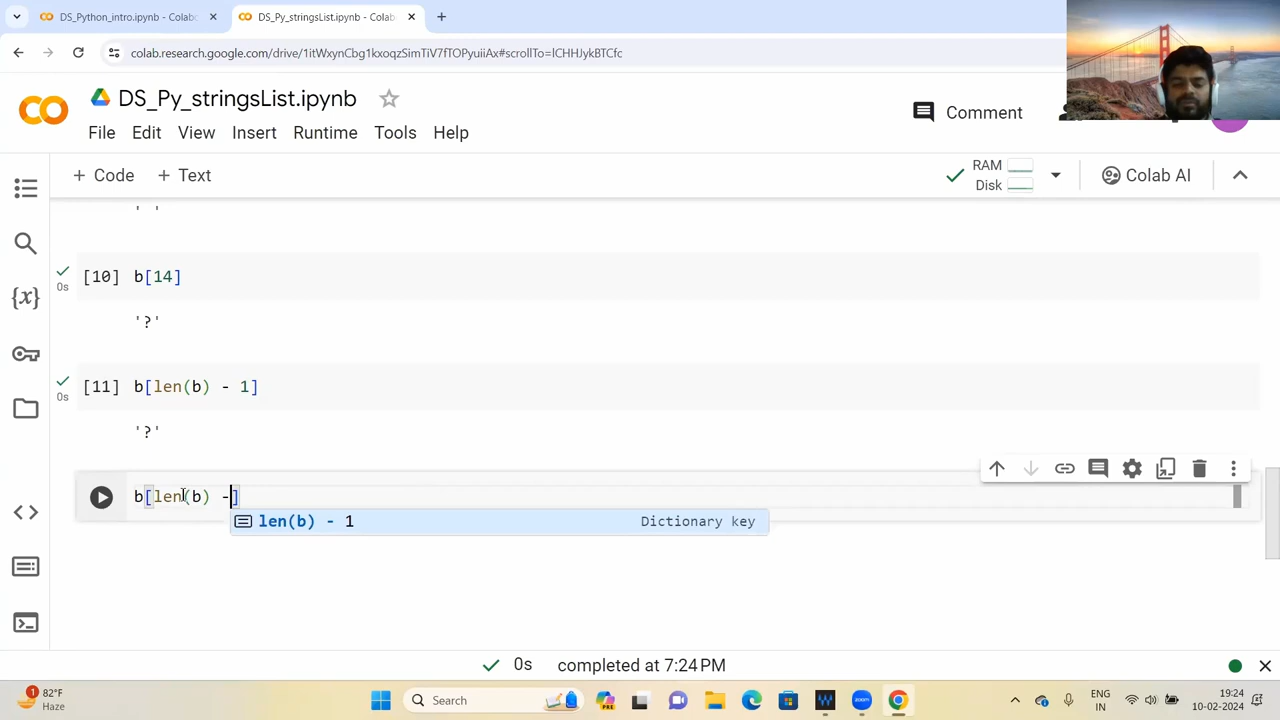 DS_Python_intro.ipynb - Colab
DS_Py_stringsList.ipynb - Colab
colab.research.google.com/drive/1itWxynCbg1kxoqzSimTiV7fTOPyuiiAx#scrollTo=lCHHJykBTCfc
DS_Py_stringsList.ipynb
File Edit View Insert Runtime Tools Help
Comment
+ Code + Text
RAM
Disk
Colab AI
' '
[10] b[14]
0s
'?'
[11] b[len(b) - 1]
0s
'?'
b[len(b) -]
len(b) - 1 Dictionary key
{x}
0s completed at 7:24 PM
1
82°F
Haze
Search
PRE
zoom
ENG
IN
19:24
10-02-2024